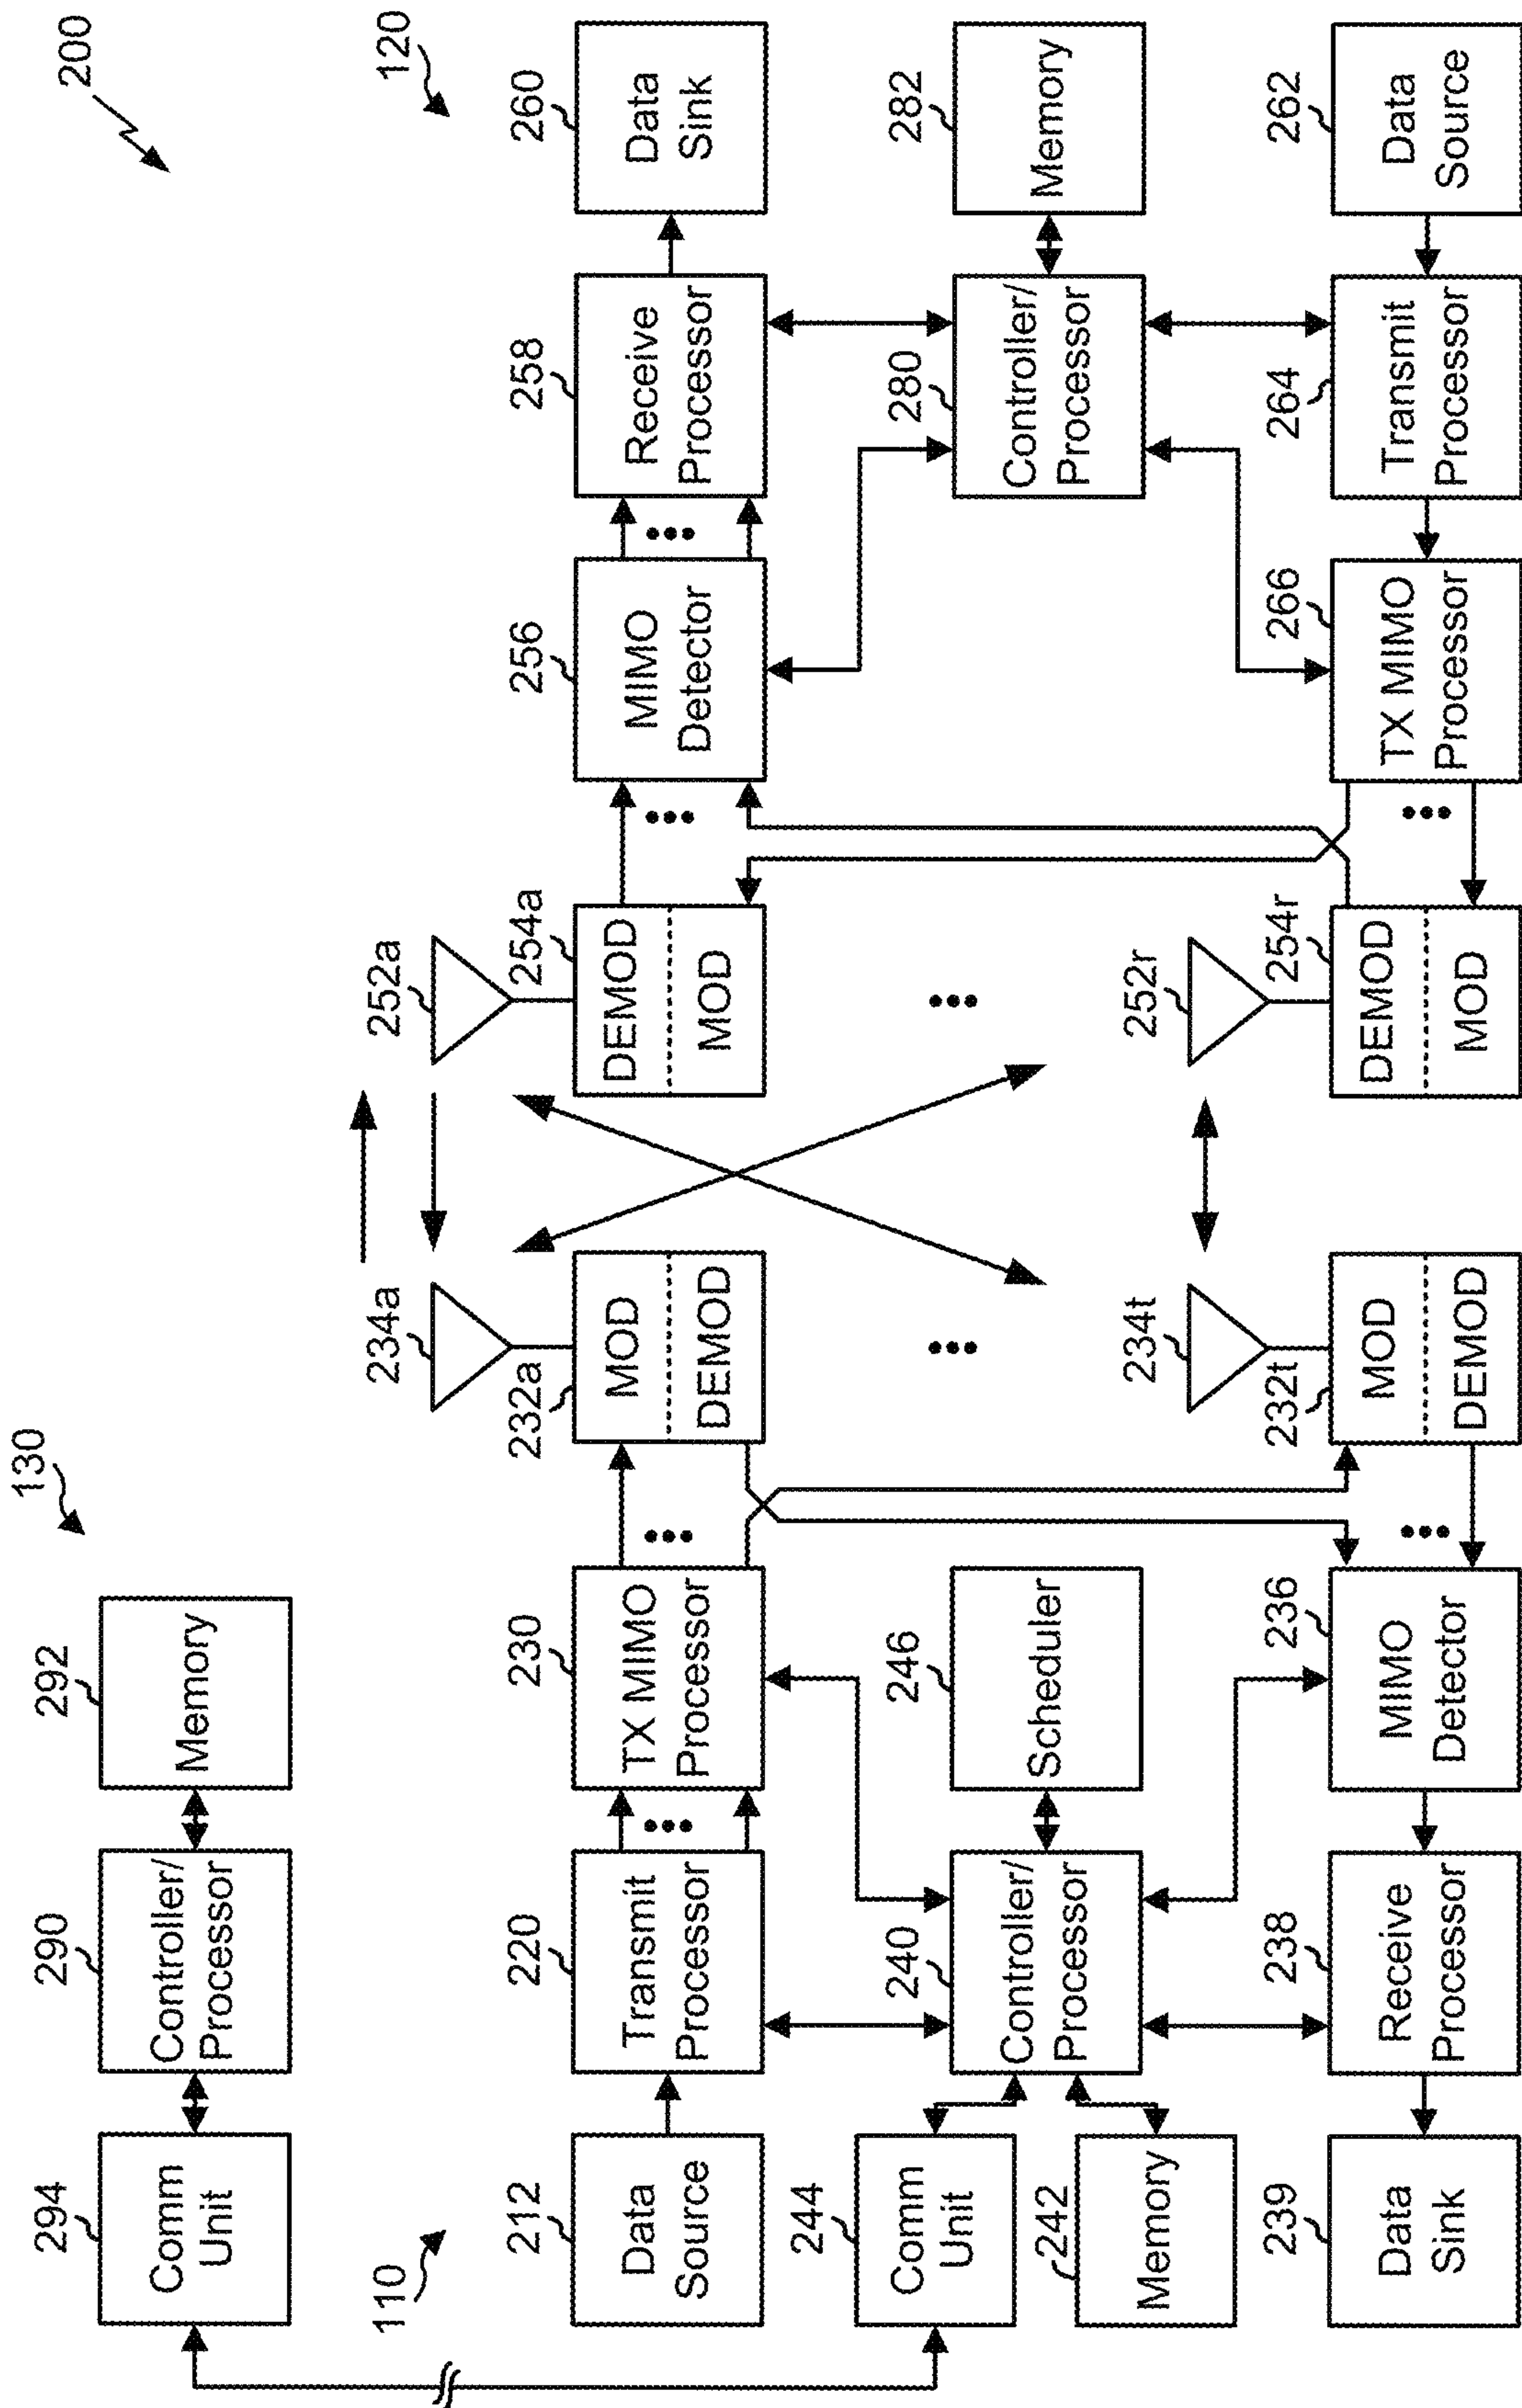 200
130
294
Comm
Unit
290
Controller/
Processor
292
Memory
110
120
212
Data
Source
220
Transmit
Processor
230
TX MIMO
Processor
232a
MOD
DEMOD
234a
252a
254a
DEMOD
MOD
256
MIMO
Detector
258
Receive
Processor
260
Data
Sink
244
Comm
Unit
242
Memory
240
Controller/
Processor
246
Scheduler
280
Controller/
Processor
282
Memory
239
Data
Sink
238
Receive
Processor
236
MIMO
Detector
232t
MOD
DEMOD
234t
252r
254r
DEMOD
MOD
266
TX MIMO
Processor
264
Transmit
Processor
262
Data
Source